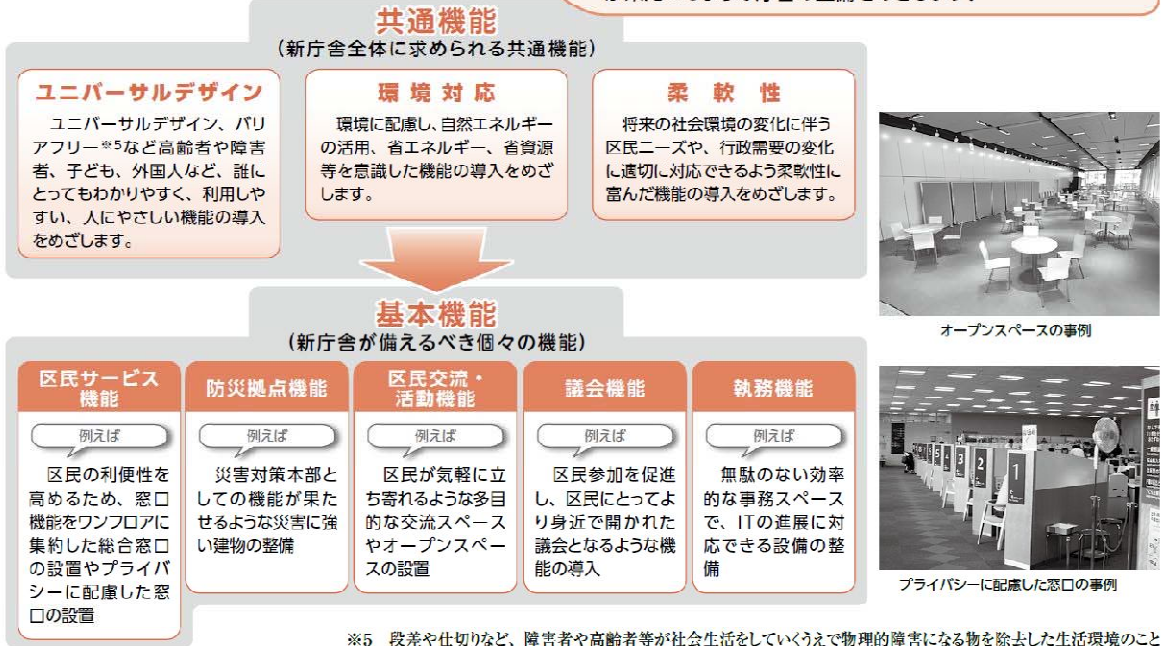 共通機能
(新庁舎全体に求められる共通機能)
ユニバーサルデザイン
ユニバーサルデザイン、バリ
アフリー※5など高齢者や障害
者、子ども、外国人など、誰に
とってもわかりやすく、利用しや
すい、人にやさしい機能の導入
をめざします。
環境対応
環境に配慮し、自然エネルギー
の活用、省エネルギー、省資源
等を意識した機能の導入をめざ
します。
柔軟性
将来の社会環境の変化に伴う
区民ニーズや、行政需要の変化
に適切に対応できるよう柔軟性に
富んだ機能の導入をめざします。
オープンスペースの事例
基本機能
(新庁舎が備えるべき個々の機能)
区民サービス
機能
例えば
区民の利便性を
高めるため、窓口
機能をワンフロアに
集約した総合窓口
の設置やプライバ
シーに配慮した窓
口の設置
防災拠点機能
例えば
災害対策本部と
しての機能が果た
せるような災害に強
い建物の整備
区民交流・
活動機能
例えば
区民が気軽に立
ち寄れるような多目
的な交流スペース
やオープンスペー
スの設置
議会機能
例えば
区民参加を促進
し、区民にとってよ
り身近で開かれた
議会となるような機
能の導入
執務機能
例えば
無駄のない効率
的な事務スペース
で、ITの進展に対
応できる設備の整
備
5
4
3
2
1
プライバシーに配慮した窓口の事例
※5 段差や仕切りなど、障害者や高齢者等が社会生活をしていくうえで物理的障害になる物を除去した生活環境のこと